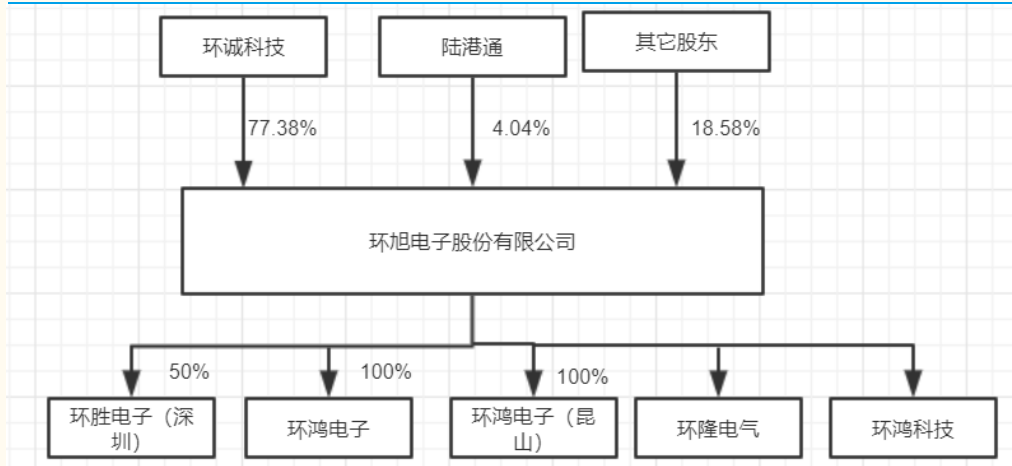 环诚科技
陆港通
其它股东
77.38%
4.04%
18.58%
环旭电子股份有限公司
50%
100%
100%
环胜电子（深
圳）
环鸿电子
环鸿电子（昆
山）
环隆电气
环鸿科技